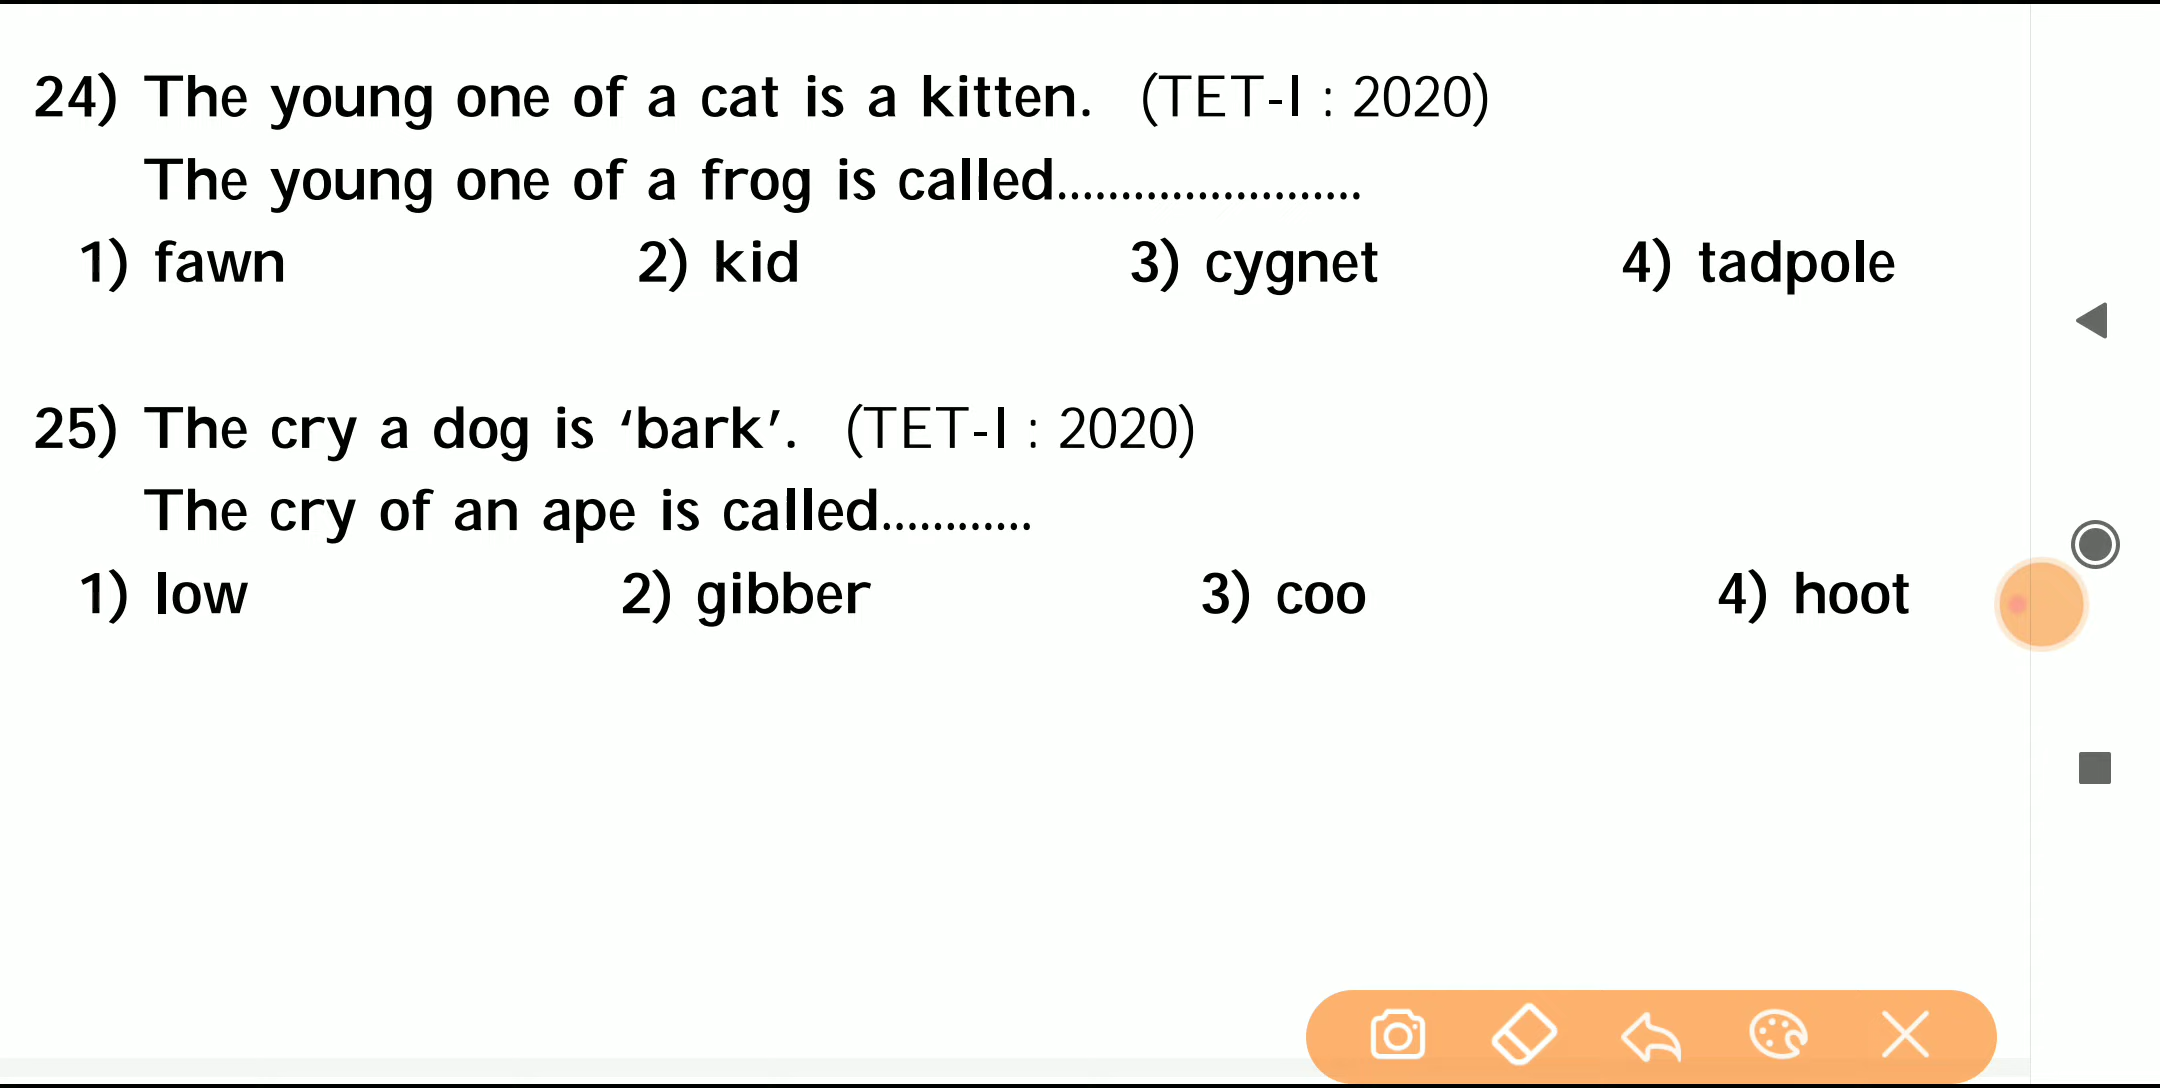 24) The young one of a cat is a kitten. (TET-I : 2020)
The young one of a frog is called........................
1) fawn 2) kid 3) cygnet 4) tadpole
25) The cry a dog is ‘bark’. (TET-I : 2020)
The cry of an ape is called............
1) low 2) gibber 3) coo 4) hoot